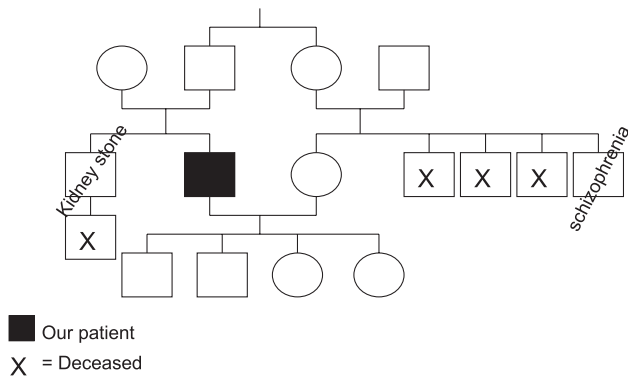 Kidney stone
X X X
schizophrenia
X
Our patient
X = Deceased